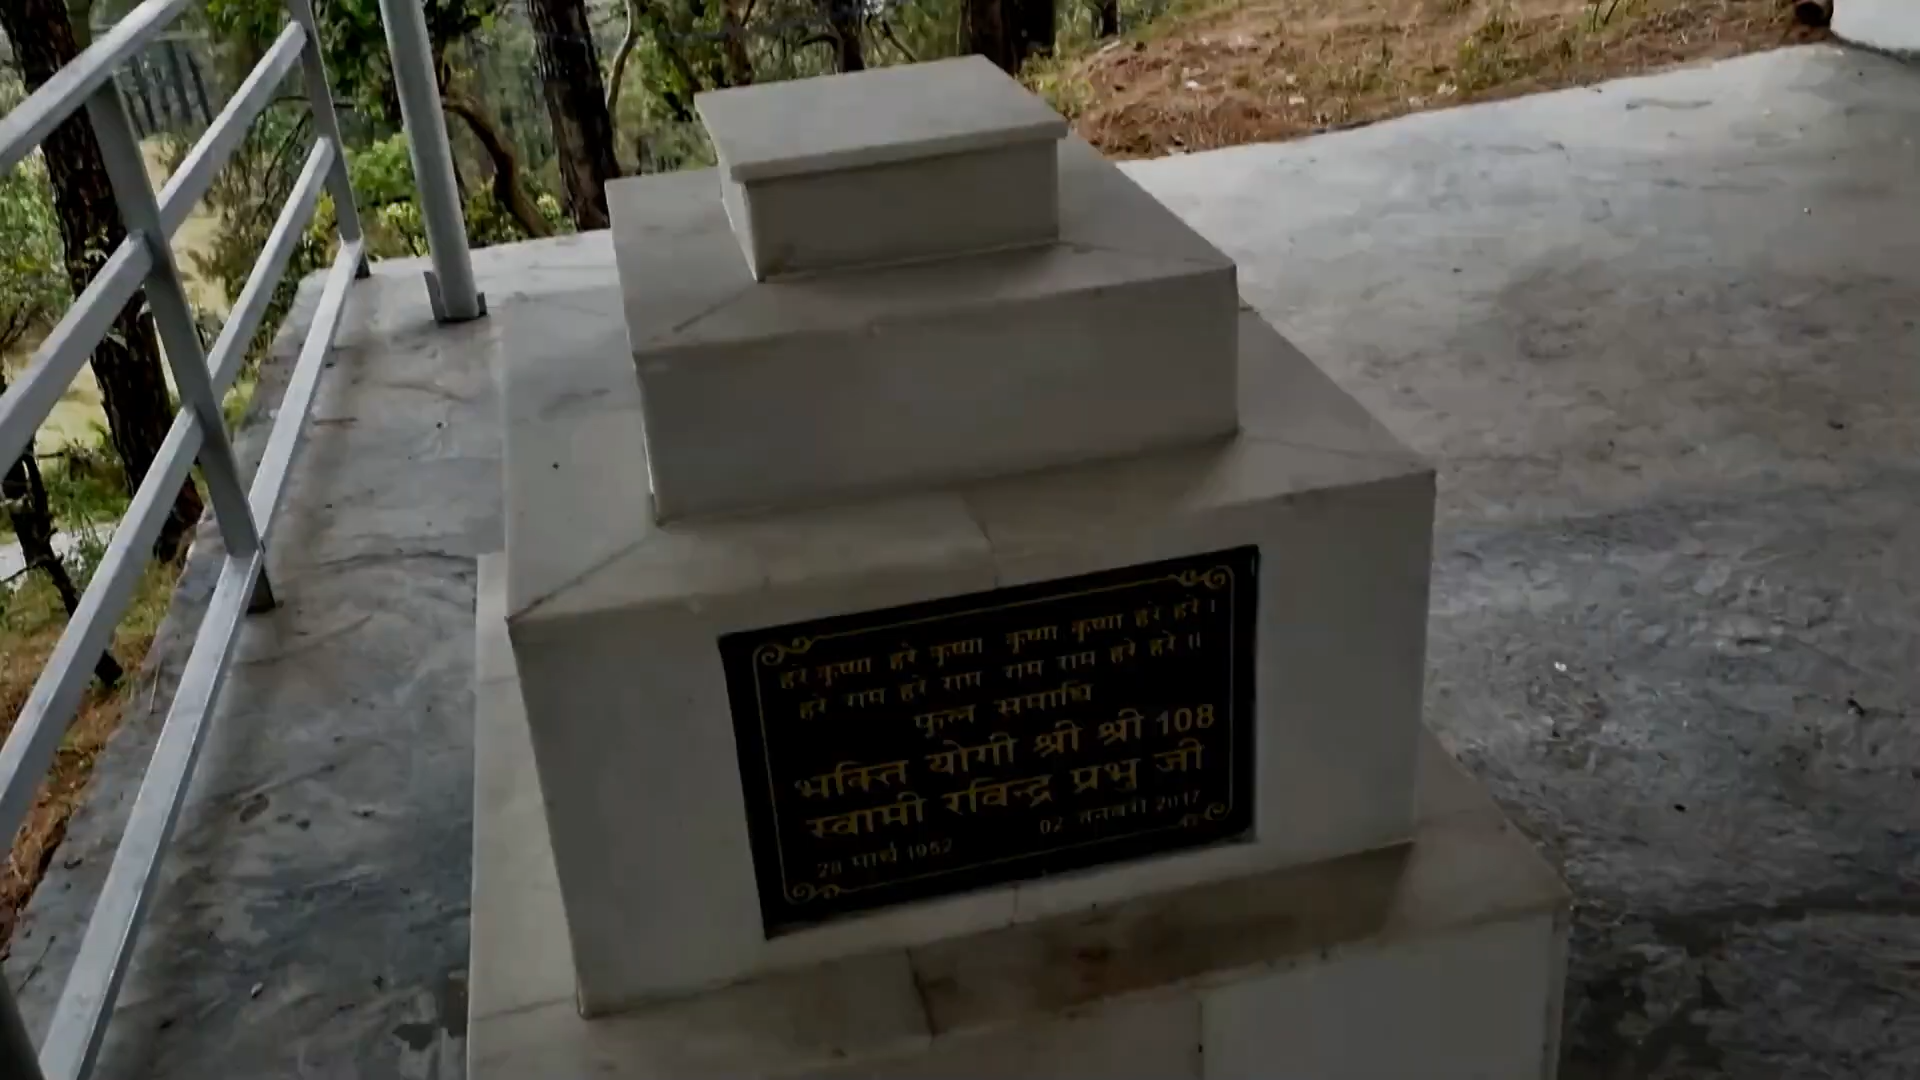 हरे कृष्णा हरे कृष्णा कृष्णा कृष्णा हरे हरे ।
हरे राम हरे राम राम राम हरे हरे ॥
फूल समाधि
भक्ति योगी श्री श्री 108
स्वामी रविन्द्र प्रभु जी
28 मार्च 1952 02 जनवरी 2017